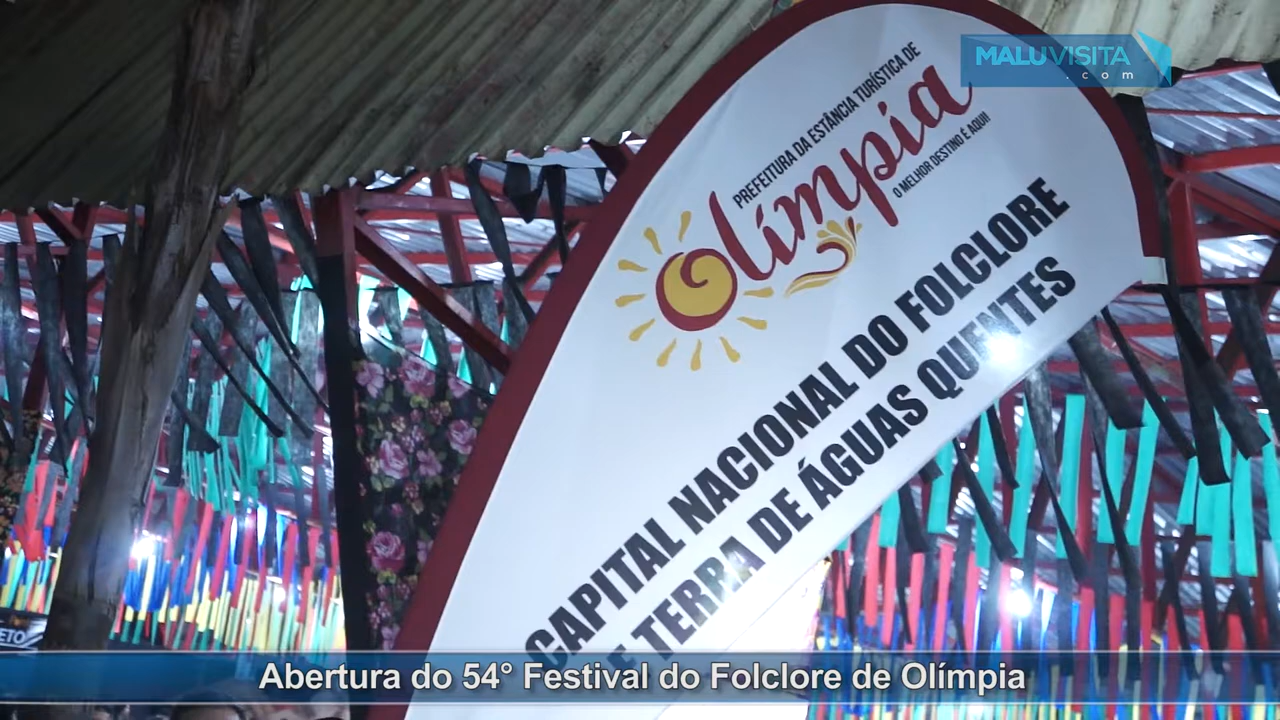 MALUVISITA
.com
PREFEITURA DA ESTÂNCIA TURÍSTICA DE
Olímpia
O MELHOR DESTINO É AQUI!
CAPITAL NACIONAL DO FOLCLORE
E TERRA DE ÁGUAS QUENTES
ETO
Abertura do 54° Festival do Folclore de Olímpia